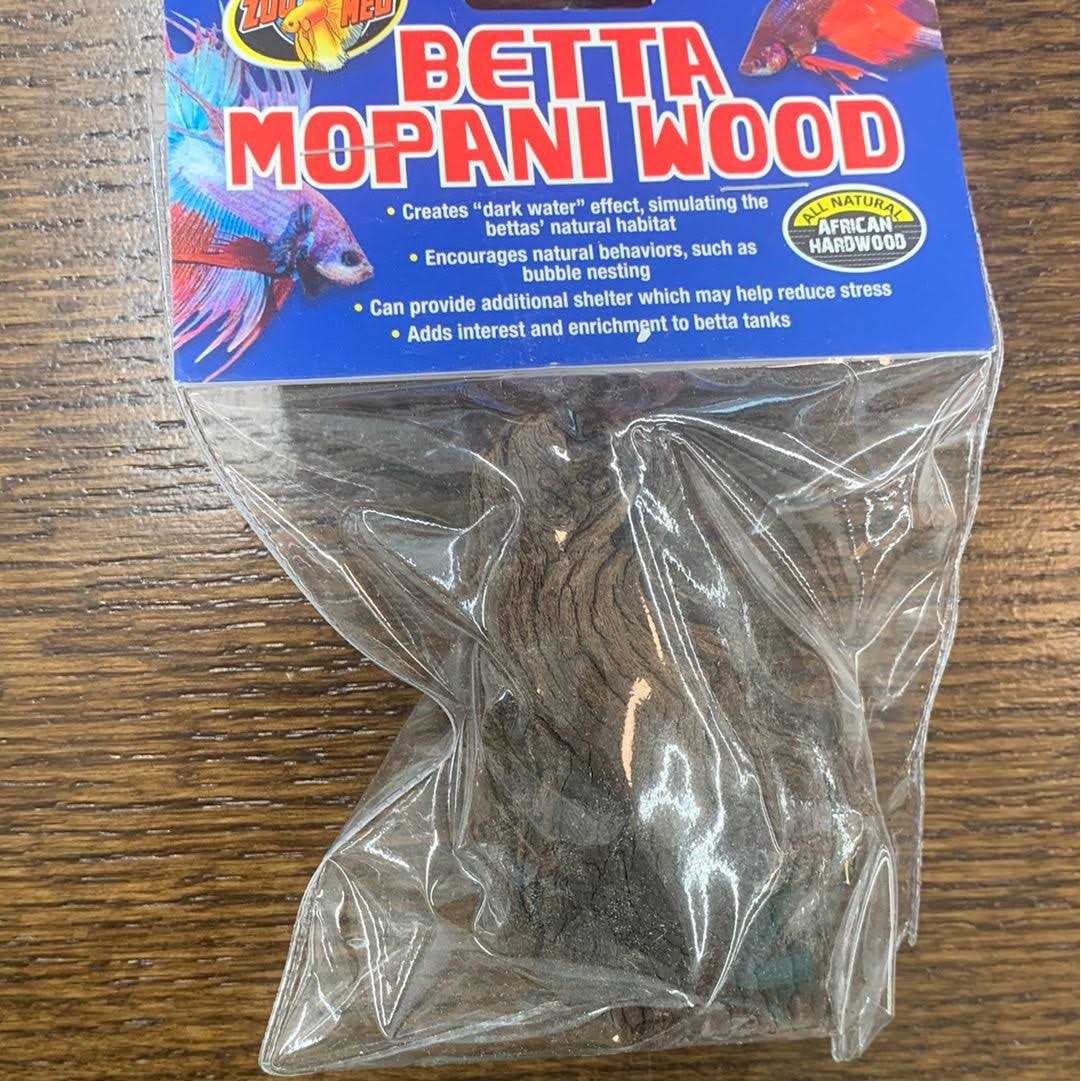 ZOO MED
BETTA
MOPANI WOOD
• Creates “dark water” effect, simulating the
bettas’ natural habitat
• Encourages natural behaviors, such as
bubble nesting
• Can provide additional shelter which may help reduce stress
• Adds interest and enrichment to betta tanks
ALL NATURAL
AFRICAN
HARDWOOD